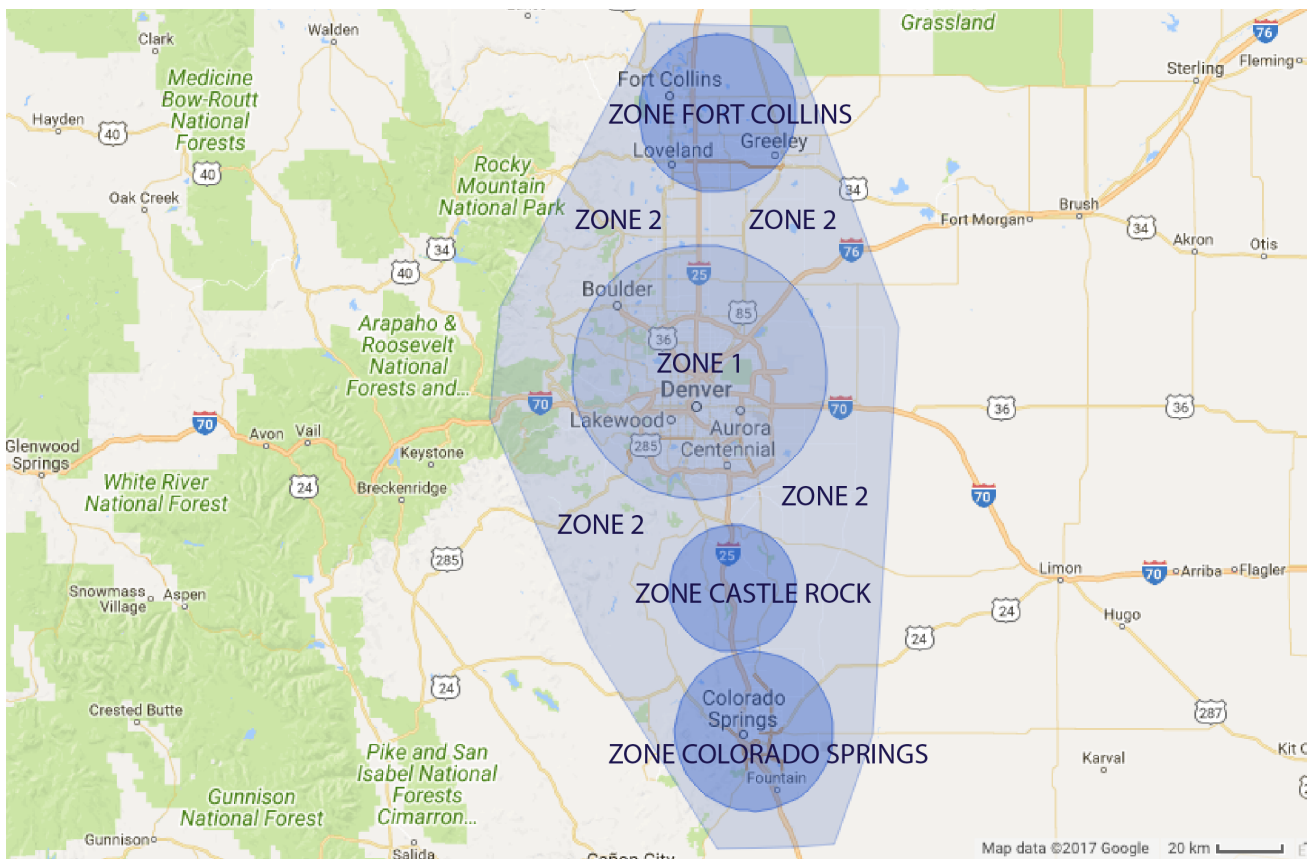 Grassland
76
Walden
Clark
Sterling
Fleming
Medicine
Bow-Routt
National
Forests
Fort Collins
ZONE FORT COLLINS
Hayden
40
40
Rocky
Mountain
National Park
Loveland
Greeley
34
Oak Creek
Brush
Fort Morgan
34
ZONE 2
ZONE 2
Akron
Otis
34
40
76
25
Boulder
85
Arapaho &
Roosevelt
National
Forests and...
36
ZONE 1
Denver
70
70
36
36
Lakewood
Aurora
Centennial
285
70
Avon
Vail
Glenwood
Springs
Keystone
White River
National Forest
24
Breckenridge
ZONE 2
70
ZONE 2
285
25
Limon
70
Arriba
Flagler
Snowmass
Village
Aspen
ZONE CASTLE ROCK
24
Hugo
24
24
Colorado
Springs
Crested Butte
287
ZONE COLORADO SPRINGS
Pike and San
Isabel National
Forests
Cimarron...
Karval
Kit C
Fountain
Gunnison
National Forest
Gunnison
Salida
Cañon City
Map data ©2017 Google
20 km